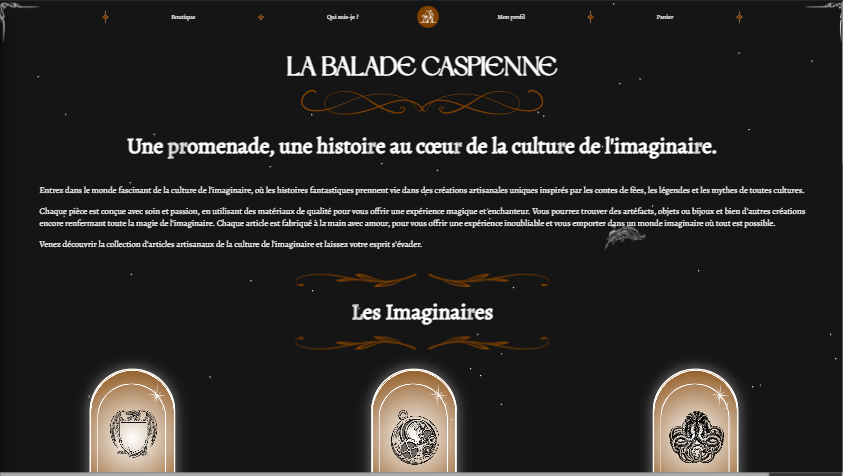 Boutique
Qui suis-je ?
Mon profil
Panier
LA BALADE CASPIENNE
Une promenade, une histoire au cœur de la culture de l'imaginaire.
Entrez dans le monde fascinant de la culture de l'imaginaire, où les histoires fantastiques prennent vie dans des créations artisanales uniques inspirés par les contes de fées, les légendes et les mythes de toutes cultures.
Chaque pièce est conçue avec soin et passion, en utilisant des matériaux de qualité pour vous offrir une expérience magique et enchanteur. Vous pourrez trouver des artéfacts, objets ou bijoux et bien d'autres créations
encore renfermant toute la magie de l'imaginaire. Chaque article est fabriqué à la main avec amour, pour vous offrir une expérience inoubliable et vous emporter dans un monde imaginaire où tout est possible.
Venez découvrir la collection d'articles artisanaux de la culture de l'imaginaire et laissez votre esprit s'évader.
Les Imaginaires